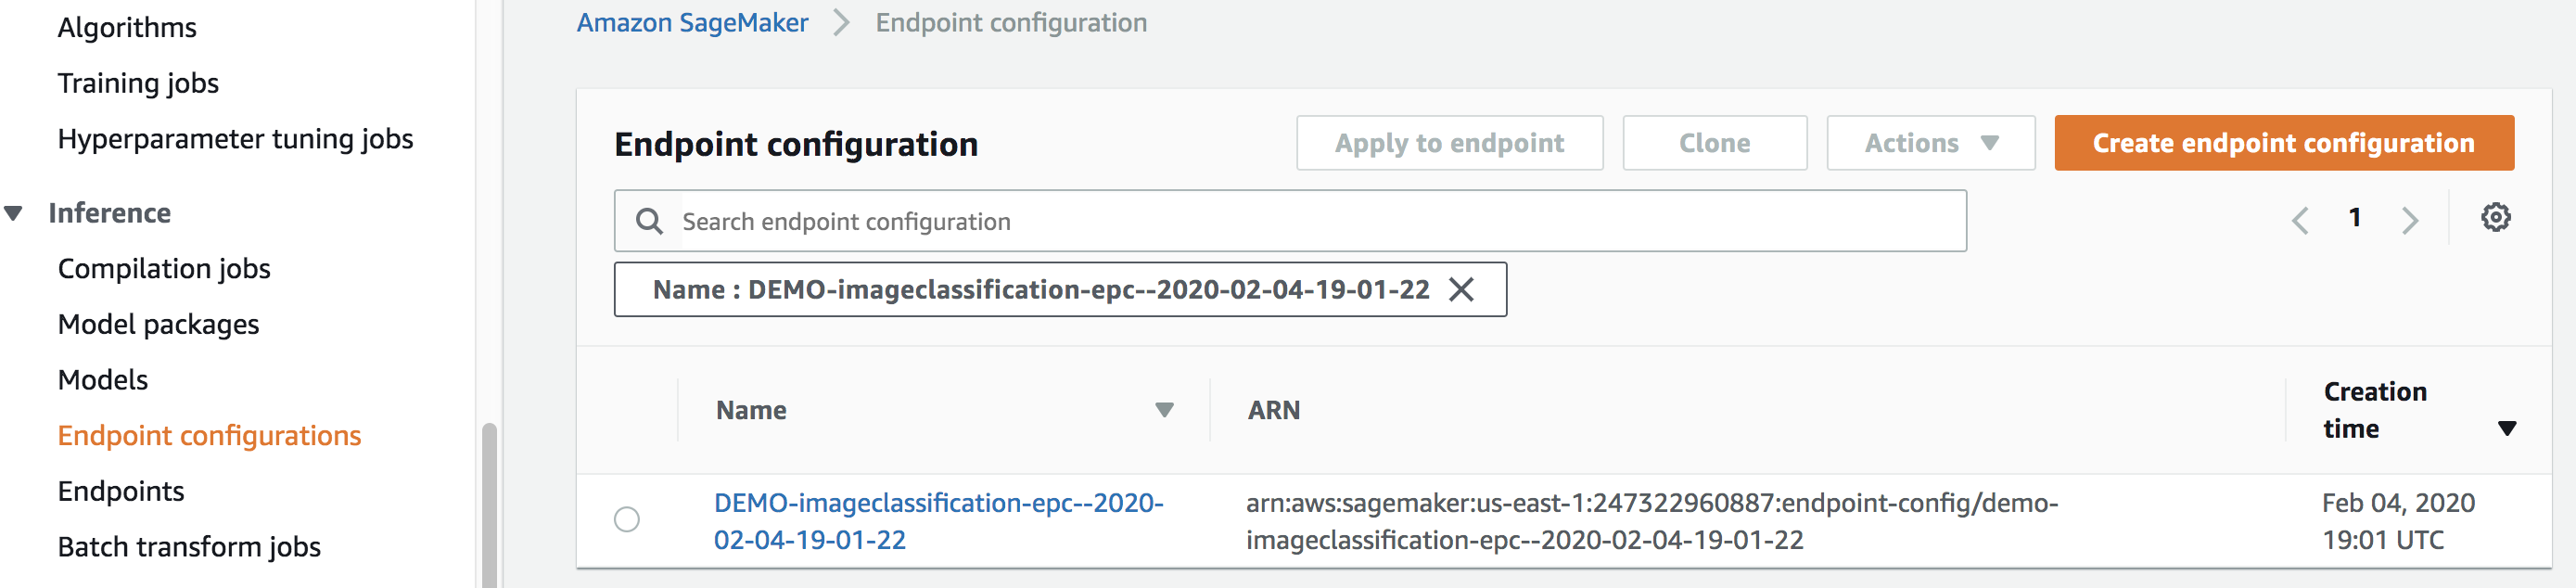 Algorithms
Training jobs
Hyperparameter tuning jobs
Inference
Compilation jobs
Model packages
Models
Endpoint configurations
Endpoints
Batch transform jobs
Amazon SageMaker > Endpoint configuration
Endpoint configuration
Apply to endpoint
Clone
Actions
Create endpoint configuration
Search endpoint configuration
1
Name : DEMO-imageclassification-epc--2020-02-04-19-01-22
Name
ARN
Creation
time
DEMO-imageclassification-epc--2020-
02-04-19-01-22
arn:aws:sagemaker:us-east-1:247322960887:endpoint-config/demo-
imageclassification-epc--2020-02-04-19-01-22
Feb 04, 2020
19:01 UTC